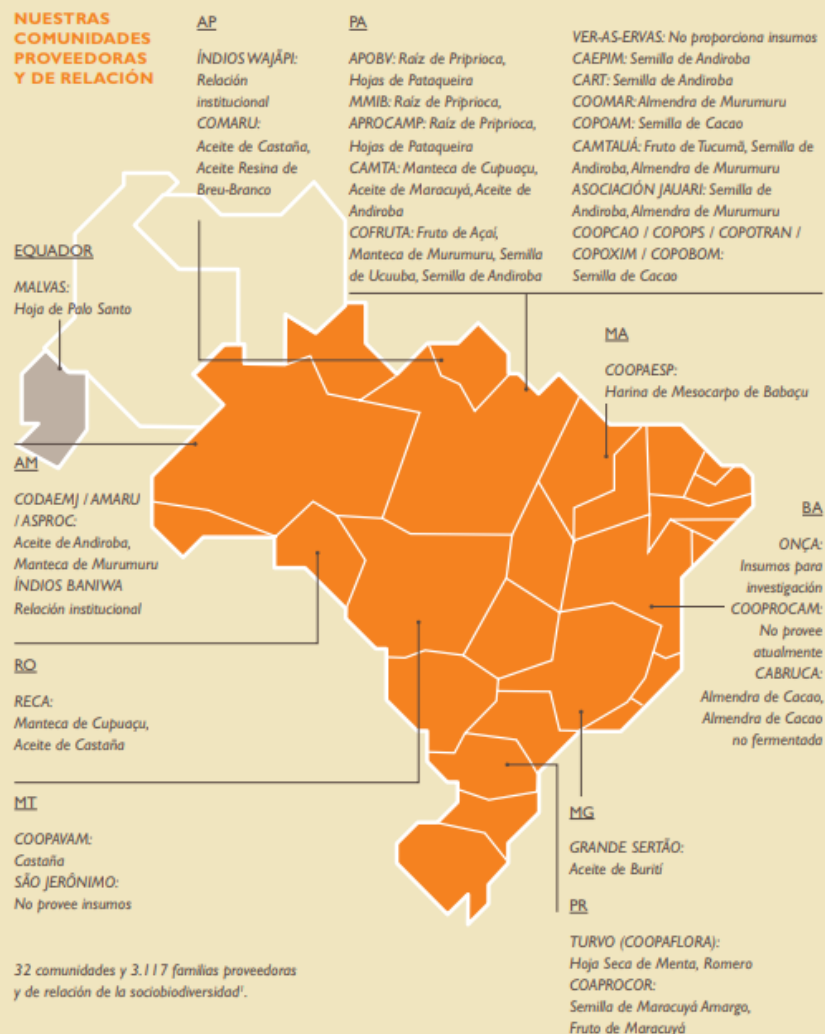 NUESTRAS
COMUNIDADES
PROVEEDORAS
Y DE RELACIÓN
AP
ÍNDIOS WAJÃPI:
Relación
institucional
COMARU:
Aceite de Castaña,
Aceite Resina de
Breu-Branco
PA
APOBV: Raíz de Priprioca,
Hojas de Pataqueira
MMIB: Raíz de Priprioca,
APROCAMP: Raíz de Priprioca,
Hojas de Pataqueira
CAMTA: Manteca de Cupuaçu,
Aceite de Maracuyá, Aceite de
Andiroba
COFRUTA: Fruto de Açaí,
Manteca de Murumuru, Semilla
de Ucuuba, Semilla de Andiroba
VER-AS-ERVAS: No proporciona insumos
CAEPIM: Semilla de Andiroba
CART: Semilla de Andiroba
COOMAR: Almendra de Murumuru
COPOAM: Semilla de Cacao
CAMTAUÁ: Fruto de Tucumã, Semilla de
Andiroba, Almendra de Murumuru
ASOCIACIÓN JAUARI: Semilla de
Andiroba, Almendra de Murumuru
COOPCAO / COPOPS / COPOTRAN /
COPOXIM / COPOBOM:
Semilla de Cacao
EQUADOR
MALVAS:
Hoja de Palo Santo
MA
COOPAESP:
Harina de Mesocarpo de Babaçu
AM
CODAEMJ / AMARU
/ ASPROC:
Aceite de Andiroba,
Manteca de Murumuru
ÍNDIOS BANIWA
Relación institucional
BA
ONÇA:
Insumos para
investigación
COOPROCAM:
No provee
atualmente
CABRUCA:
Almendra de Cacao,
Almendra de Cacao
no fermentada
RO
RECA:
Manteca de Cupuaçu,
Aceite de Castaña
MT
COOPAVAM:
Castaña
SÃO JERÔNIMO:
No provee insumos
MG
GRANDE SERTÃO:
Aceite de Burití
PR
TURVO (COOPAFLORA):
Hoja Seca de Menta, Romero
COAPROCOR:
Semilla de Maracuyá Amargo,
Fruto de Maracuyá
32 comunidades y 3.117 familias proveedoras
y de relación de la sociobiodiversidad¹.